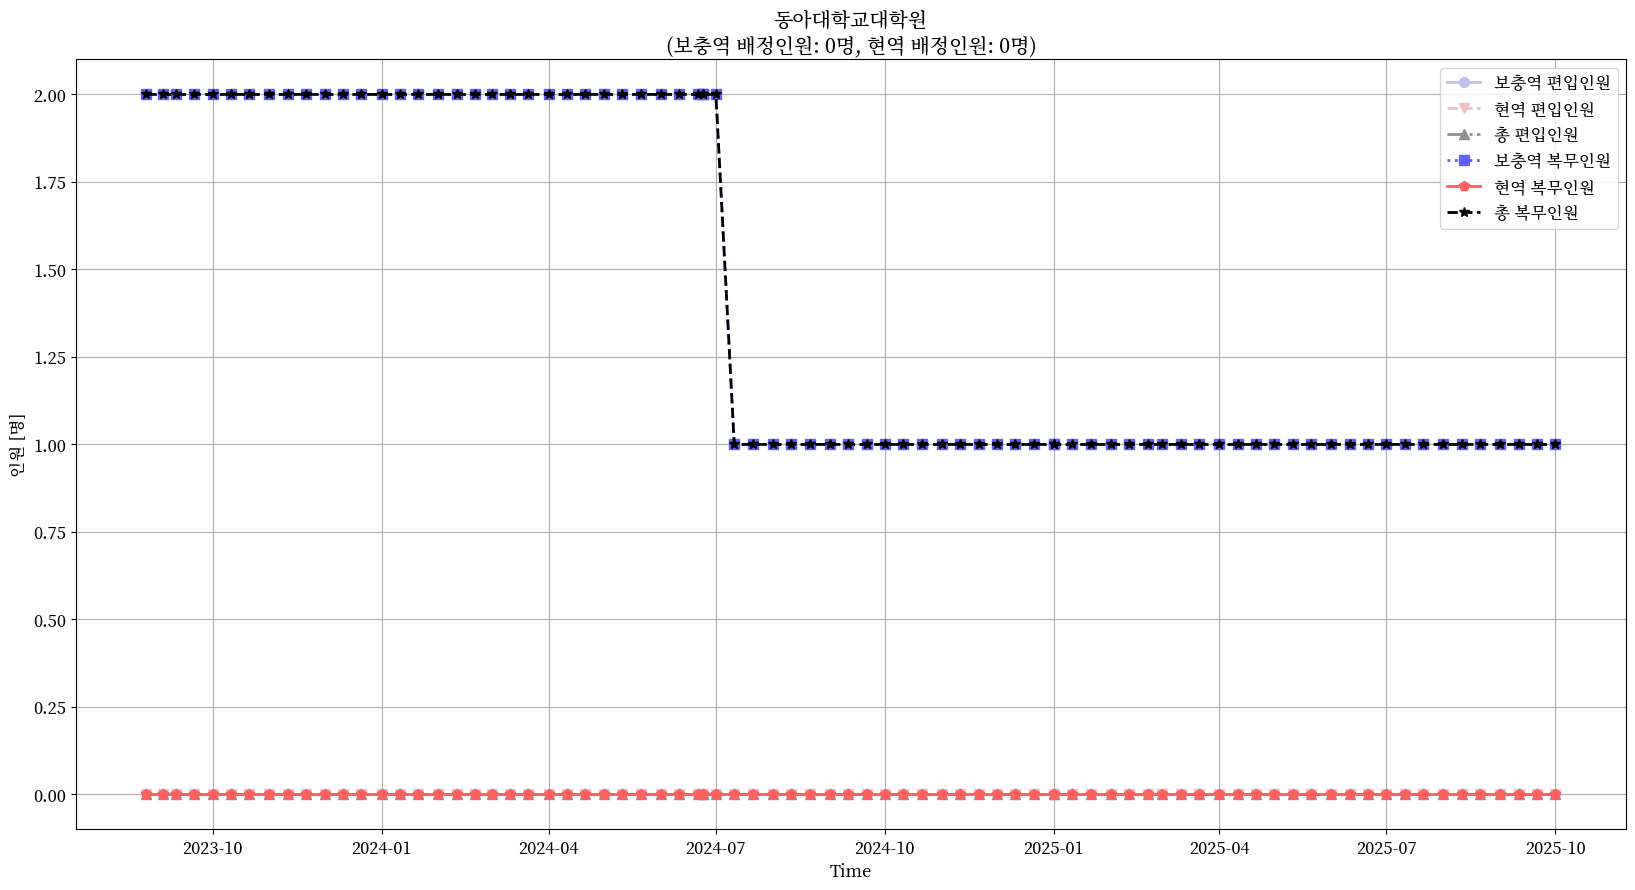 동아대학교대학원
(보충역 배정인원: 0명, 현역 배정인원: 0명)
보충역 편입인원
현역 편입인원
총 편입인원
보충역 복무인원
현역 복무인원
총 복무인원
인원 [명]
2.00
1.75
1.50
1.25
1.00
0.75
0.50
0.25
0.00
2023-10 2024-01 2024-04 2024-07 2024-10 2025-01 2025-04 2025-07 2025-10
Time